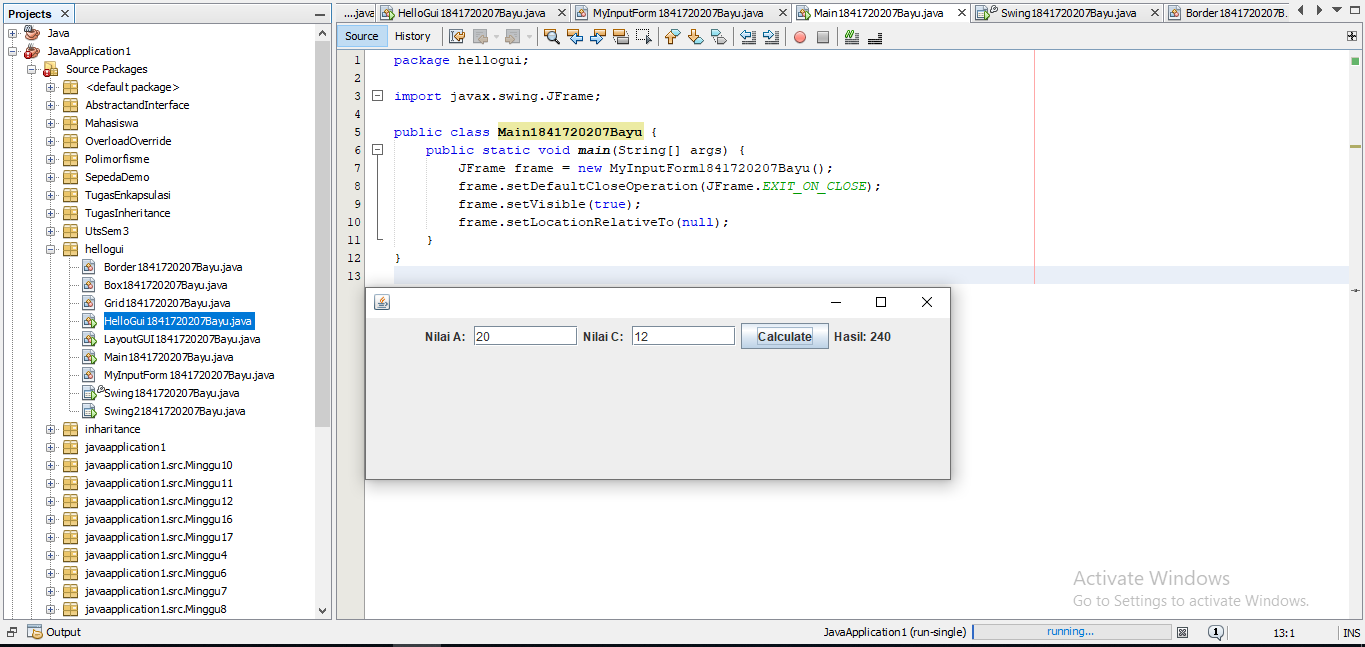 Projects
Java
JavaApplication1
Source Packages
<default package>
AbstractandInterface
Mahasiswa
OverloadOverride
Polimorfisme
SepedaDemo
TugasEnkapsulasi
TugasInheritance
UtsSem3
hellogui
Border1841720207Bayu.java
Box1841720207Bayu.java
Grid1841720207Bayu.java
HelloGui1841720207Bayu.java
LayoutGUI1841720207Bayu.java
Main1841720207Bayu.java
MyInputForm1841720207Bayu.java
Swing1841720207Bayu.java
Swing21841720207Bayu.java
inharitance
javaapplication1
javaapplication1.src.Minggu10
javaapplication1.src.Minggu11
javaapplication1.src.Minggu12
javaapplication1.src.Minggu16
javaapplication1.src.Minggu17
javaapplication1.src.Minggu4
javaapplication1.src.Minggu6
javaapplication1.src.Minggu7
javaapplication1.src.Minggu8
....java HelloGui1841720207Bayu.java MyInputForm1841720207Bayu.java Main1841720207Bayu.java Swing1841720207Bayu.java Border1841720207B...
Source History
1 package hellogui;
2
3 import javax.swing.JFrame;
4
5 public class Main1841720207Bayu {
6 public static void main(String[] args) {
7 JFrame frame = new MyInputForm1841720207Bayu();
8 frame.setDefaultCloseOperation(JFrame.EXIT_ON_CLOSE);
9 frame.setVisible(true);
10 frame.setLocationRelativeTo(null);
11 }
12 }
13
Nilai A: 20 Nilai C: 12 Calculate Hasil: 240
Activate Windows
Go to Settings to activate Windows.
Output JavaApplication1 (run-single) running... 1 13:1 INS